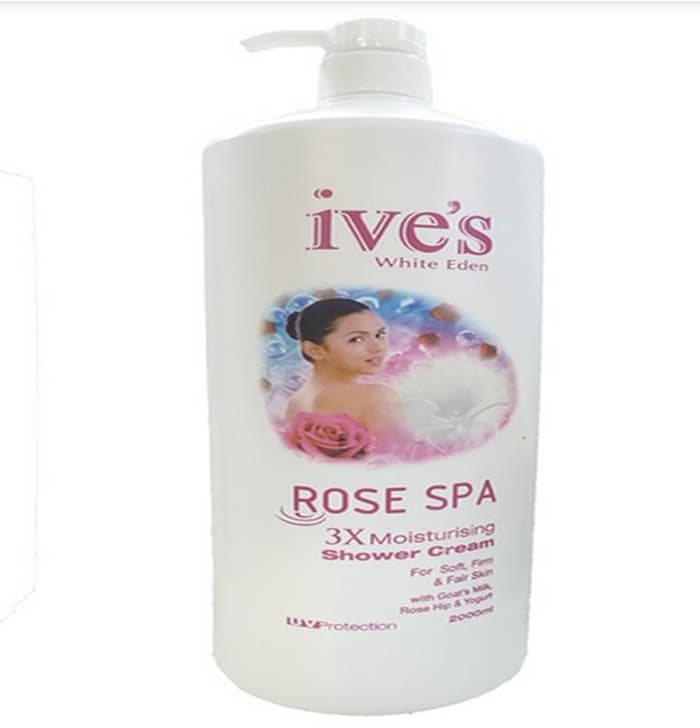 ive's
White Eden
ROSE SPA
3X Moisturising
Shower Cream
For Soft, Firm
& Fair Skin
with Goat's Milk,
Rose Hip & Yogurt
2000ml
UV Protection